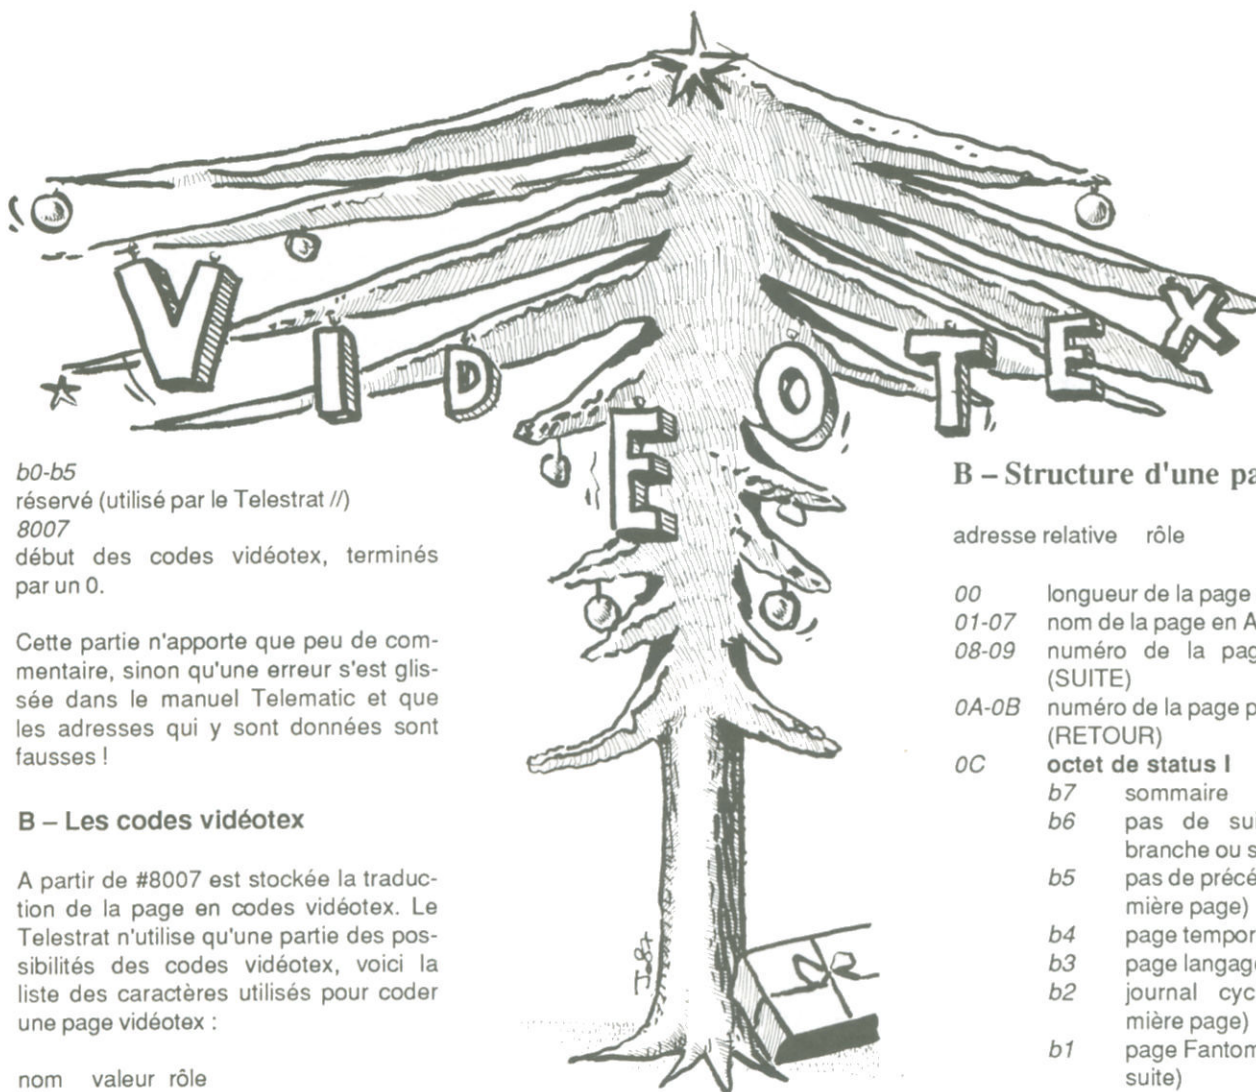 VIDEOTEX
b0-b5
réservé (utilisé par le Telestrat //)
8007
début des codes vidéotex, terminés
par un 0.
Cette partie n'apporte que peu de com-
mentaire, sinon qu'une erreur s'est glis-
sée dans le manuel Telematic et que
les adresses qui y sont données sont
fausses !
B – Les codes vidéotex
A partir de #8007 est stockée la traduc-
tion de la page en codes vidéotex. Le
Telestrat n'utilise qu'une partie des pos-
sibilités des codes vidéotex, voici la
liste des caractères utilisés pour coder
une page vidéotex :
nom valeur rôle
B – Structure d'une pa
adresse relative rôle
00 longueur de la page
01-07 nom de la page en A
08-09 numéro de la pag
(SUITE)
0A-0B numéro de la page p
(RETOUR)
0C octet de status I
b7 sommaire
b6 pas de sui
branche ou s
b5 pas de précé
mière page)
b4 page tempor
b3 page langage
b2 journal cyc
mière page)
b1 page Fantom
suite)